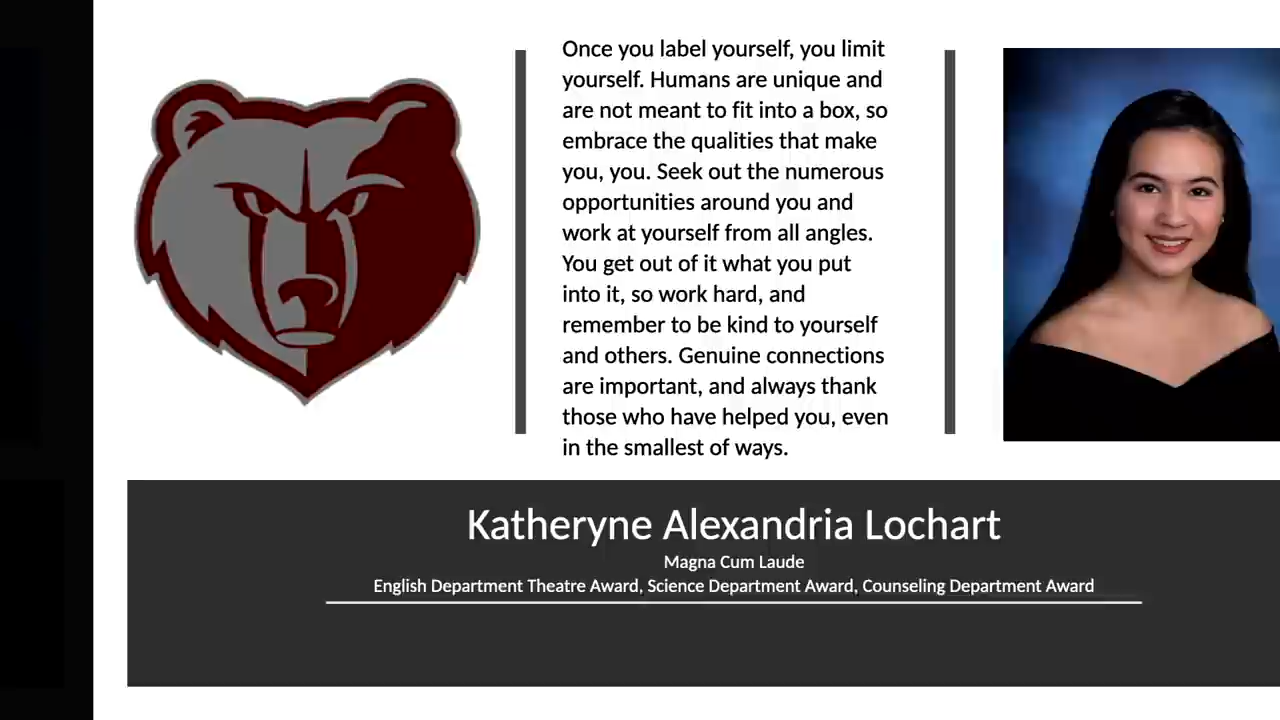 Once you label yourself, you limit
yourself. Humans are unique and
are not meant to fit into a box, so
embrace the qualities that make
you, you. Seek out the numerous
opportunities around you and
work at yourself from all angles.
You get out of it what you put
into it, so work hard, and
remember to be kind to yourself
and others. Genuine connections
are important, and always thank
those who have helped you, even
in the smallest of ways.
Katheryne Alexandria Lochart
Magna Cum Laude
English Department Theatre Award, Science Department Award, Counseling Department Award